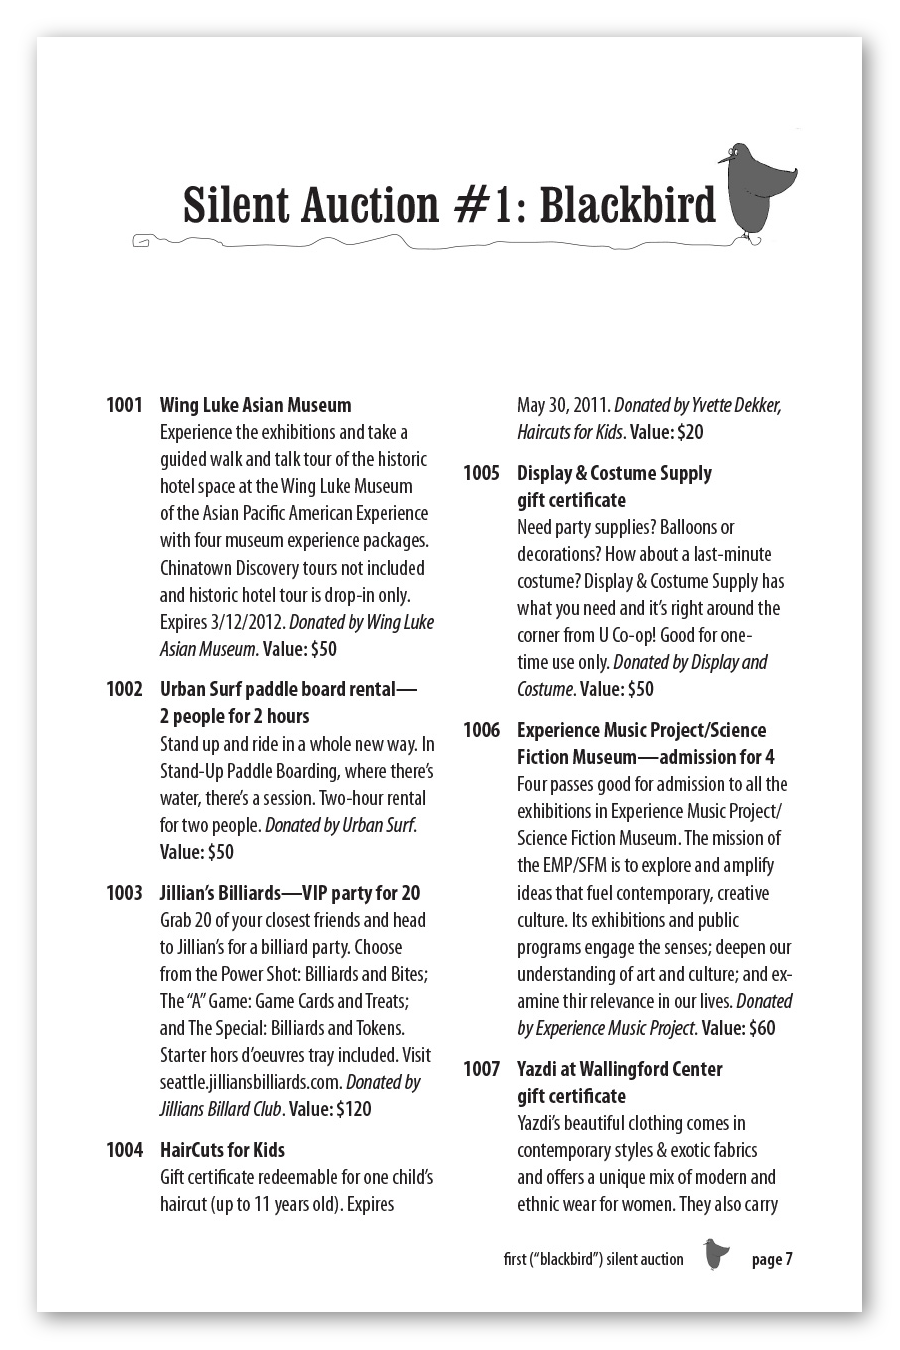 Silent Auction #1: Blackbird
1001 Wing Luke Asian Museum
Experience the exhibitions and take a
guided walk and talk tour of the historic
hotel space at the Wing Luke Museum
of the Asian Pacific American Experience
with four museum experience packages.
Chinatown Discovery tours not included
and historic hotel tour is drop-in only.
Expires 3/12/2012. Donated by Wing Luke
Asian Museum. Value: $50
1002 Urban Surf paddle board rental—
2 people for 2 hours
Stand up and ride in a whole new way. In
Stand-Up Paddle Boarding, where there's
water, there's a session. Two-hour rental
for two people. Donated by Urban Surf.
Value: $50
1003 Jillian's Billiards—VIP party for 20
Grab 20 of your closest friends and head
to Jillian's for a billiard party. Choose
from the Power Shot: Billiards and Bites;
The “A” Game: Game Cards and Treats;
and The Special: Billiards and Tokens.
Starter hors d'oeuvres tray included. Visit
seattle.jilliansbilliards.com. Donated by
Jillians Billard Club. Value: $120
1004 HairCuts for Kids
Gift certificate redeemable for one child's
haircut (up to 11 years old). Expires
May 30, 2011. Donated by Yvette Dekker,
Haircuts for Kids. Value: $20
1005 Display & Costume Supply
gift certificate
Need party supplies? Balloons or
decorations? How about a last-minute
costume? Display & Costume Supply has
what you need and it's right around the
corner from U Co-op! Good for one-
time use only. Donated by Display and
Costume. Value: $50
1006 Experience Music Project/Science
Fiction Museum—admission for 4
Four passes good for admission to all the
exhibitions in Experience Music Project/
Science Fiction Museum. The mission of
the EMP/SFM is to explore and amplify
ideas that fuel contemporary, creative
culture. Its exhibitions and public
programs engage the senses; deepen our
understanding of art and culture; and ex-
amine thir relevance in our lives. Donated
by Experience Music Project. Value: $60
1007 Yazdi at Wallingford Center
gift certificate
Yazdi's beautiful clothing comes in
contemporary styles & exotic fabrics
and offers a unique mix of modern and
ethnic wear for women. They also carry
first (“blackbird”) silent auction page 7